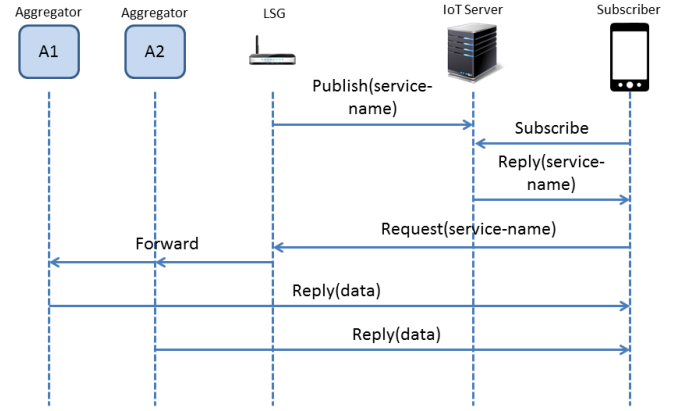 Aggregator
Aggregator
LSG
IoT Server
Subscriber
A1
A2
Publish(service-
name)
Subscribe
Reply(service-
name)
Request(service-name)
Forward
Reply(data)
Reply(data)